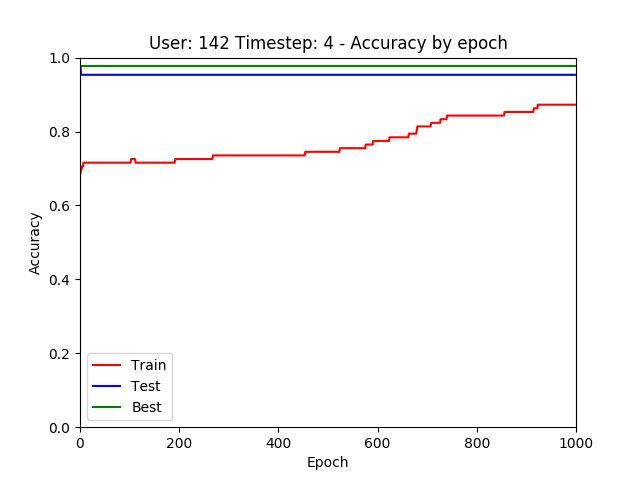 User: 142 Timestep: 4 - Accuracy by epoch
1.0
0.8
0.6
0.4
0.2
0.0
Accuracy
Train
Test
Best
0 200 400 600 800 1000
Epoch